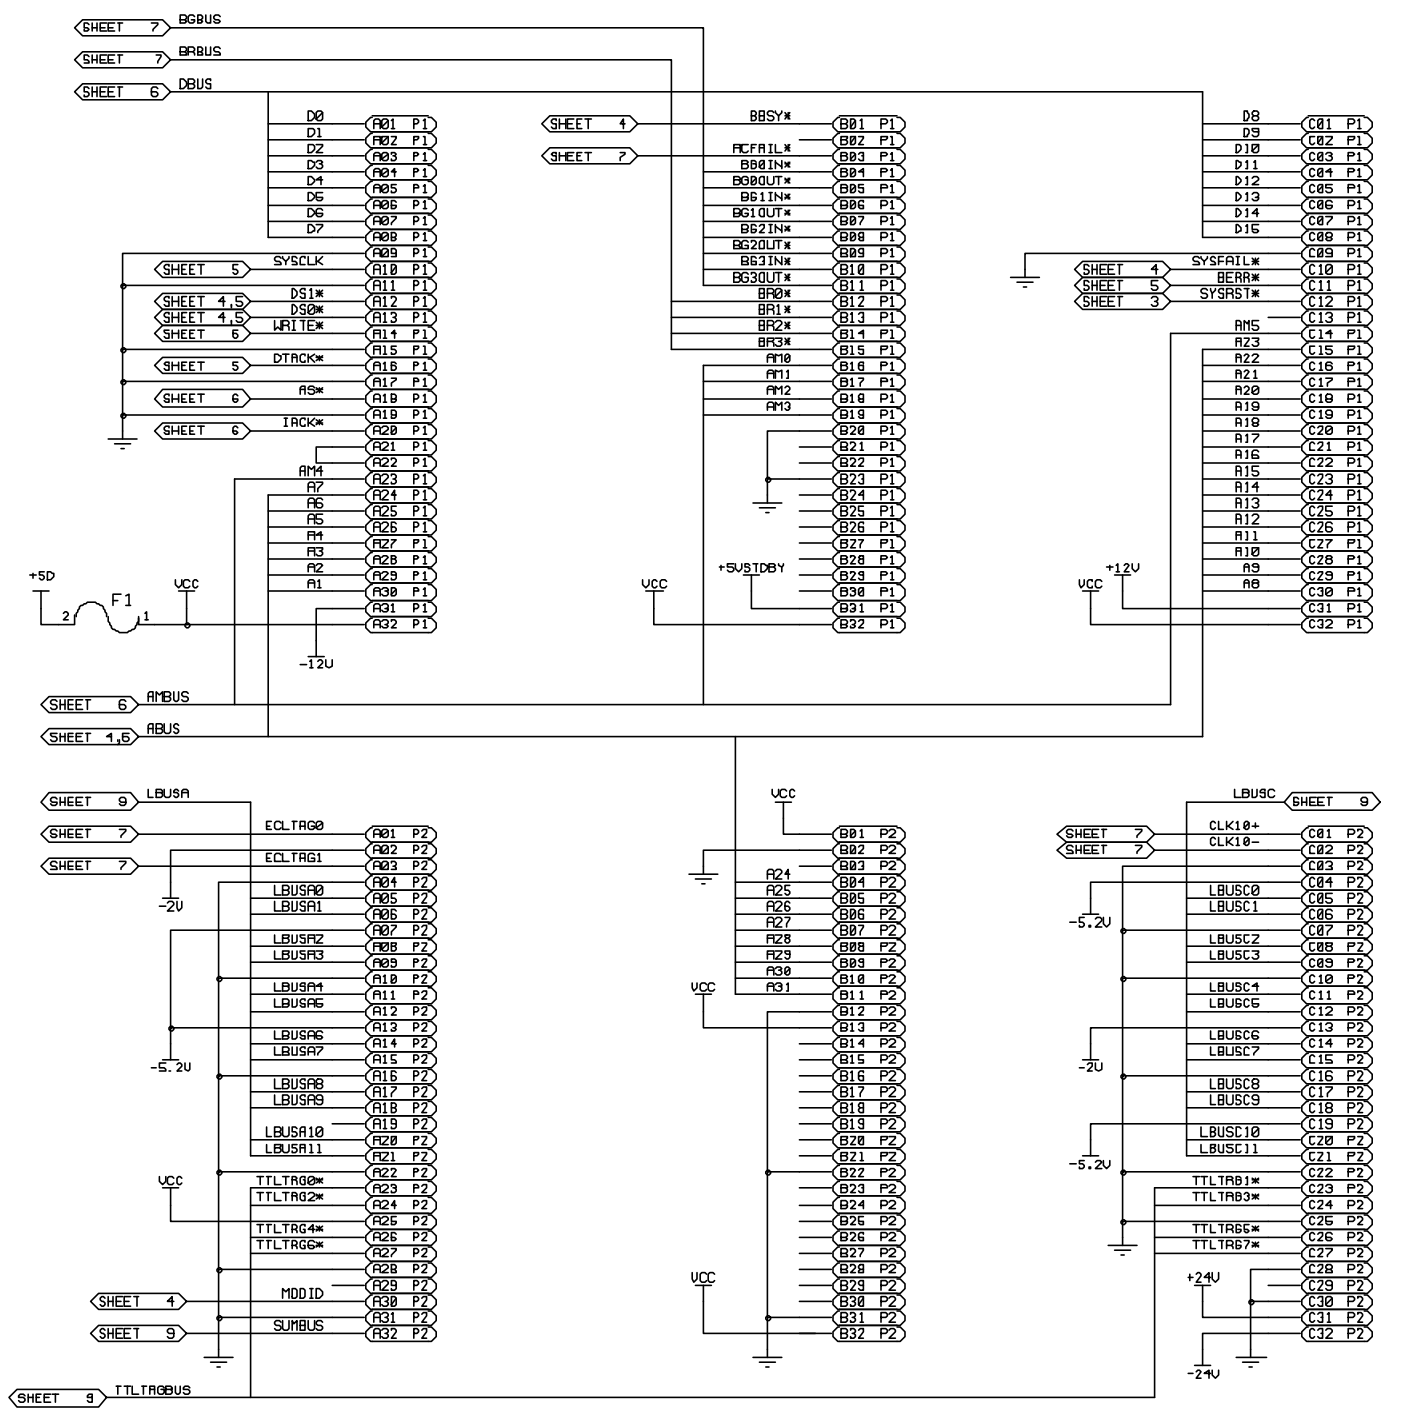 SHEET 7 BGBUS
SHEET 7 BRBUS
SHEET 6 DBUS
D0 A01 P1
D1 A02 P1
D2 A03 P1
D3 A04 P1
D4 A05 P1
D5 A06 P1
D6 A07 P1
D7 A08 P1
A09 P1
SHEET 5 SYSCLK A10 P1
A11 P1
SHEET 4,5 DS1* A12 P1
SHEET 4,5 DS0* A13 P1
SHEET 6 WRITE* A14 P1
A15 P1
SHEET 5 DTACK* A16 P1
A17 P1
SHEET 6 AS* A18 P1
A19 P1
SHEET 6 IACK* A20 P1
A21 P1
A22 P1
AM4 A23 P1
A7 A24 P1
A6 A25 P1
A5 A26 P1
A4 A27 P1
A3 A28 P1
A2 A29 P1
A1 A30 P1
A31 P1
A32 P1
+5D
2 F1 1
VCC
-12V
SHEET 4 BBSY* B01 P1
B02 P1
SHEET 7 ACFAIL* B03 P1
BG0IN* B04 P1
BG0OUT* B05 P1
BG1IN* B06 P1
BG1OUT* B07 P1
BG2IN* B08 P1
BG2OUT* B09 P1
BG3IN* B10 P1
BG3OUT* B11 P1
BR0* B12 P1
BR1* B13 P1
BR2* B14 P1
BR3* B15 P1
AM0 B16 P1
AM1 B17 P1
AM2 B18 P1
AM3 B19 P1
B20 P1
B21 P1
B22 P1
B23 P1
B24 P1
B25 P1
B26 P1
B27 P1
B28 P1
B29 P1
B30 P1
B31 P1
B32 P1
VCC
+5VSTDBY
D8 C01 P1
D9 C02 P1
D10 C03 P1
D11 C04 P1
D12 C05 P1
D13 C06 P1
D14 C07 P1
D15 C08 P1
C09 P1
SHEET 4 SYSFAIL* C10 P1
SHEET 5 BERR* C11 P1
SHEET 3 SYSRST* C12 P1
C13 P1
AM5 C14 P1
A23 C15 P1
A22 C16 P1
A21 C17 P1
A20 C18 P1
A19 C19 P1
A18 C20 P1
A17 C21 P1
A16 C22 P1
A15 C23 P1
A14 C24 P1
A13 C25 P1
A12 C26 P1
A11 C27 P1
A10 C28 P1
A9 C29 P1
A8 C30 P1
C31 P1
C32 P1
VCC
+12V
SHEET 6 AMBUS
SHEET 4,5 ABUS
SHEET 9 LBUSA
SHEET 7 ECLTRG0 A01 P2
A02 P2
SHEET 7 ECLTRG1 A03 P2
A04 P2
LBUSA0 A05 P2
LBUSA1 A06 P2
A07 P2
LBUSA2 A08 P2
LBUSA3 A09 P2
A10 P2
LBUSA4 A11 P2
LBUSA5 A12 P2
A13 P2
LBUSA6 A14 P2
LBUSA7 A15 P2
A16 P2
LBUSA8 A17 P2
LBUSA9 A18 P2
A19 P2
LBUSA10 A20 P2
LBUSA11 A21 P2
A22 P2
TTLTRG0* A23 P2
TTLTRG2* A24 P2
A25 P2
TTLTRG4* A26 P2
TTLTRG6* A27 P2
A28 P2
A29 P2
SHEET 4 MODID A30 P2
A31 P2
SHEET 9 SUMBUS A32 P2
-2V
-5.2V
VCC
VCC
B01 P2
B02 P2
B03 P2
A24 B04 P2
A25 B05 P2
A26 B06 P2
A27 B07 P2
A28 B08 P2
A29 B09 P2
A30 B10 P2
A31 B11 P2
B12 P2
VCC B13 P2
B14 P2
B15 P2
B16 P2
B17 P2
B18 P2
B19 P2
B20 P2
B21 P2
B22 P2
B23 P2
B24 P2
B25 P2
B26 P2
B27 P2
B28 P2
B29 P2
B30 P2
B31 P2
VCC B32 P2
LBUSC SHEET 9
SHEET 7 CLK10+ C01 P2
SHEET 7 CLK10- C02 P2
C03 P2
C04 P2
LBUSC0 C05 P2
LBUSC1 C06 P2
C07 P2
LBUSC2 C08 P2
LBUSC3 C09 P2
C10 P2
LBUSC4 C11 P2
LBUSC5 C12 P2
C13 P2
LBUSC6 C14 P2
LBUSC7 C15 P2
C16 P2
LBUSC8 C17 P2
LBUSC9 C18 P2
C19 P2
LBUSC10 C20 P2
LBUSC11 C21 P2
C22 P2
TTLTRG1* C23 P2
TTLTRG3* C24 P2
C25 P2
TTLTRG5* C26 P2
TTLTRG7* C27 P2
C28 P2
C29 P2
C30 P2
C31 P2
C32 P2
-5.2V
-2V
-5.2V
+24V
-24V
SHEET 9 TTLTRGBUS